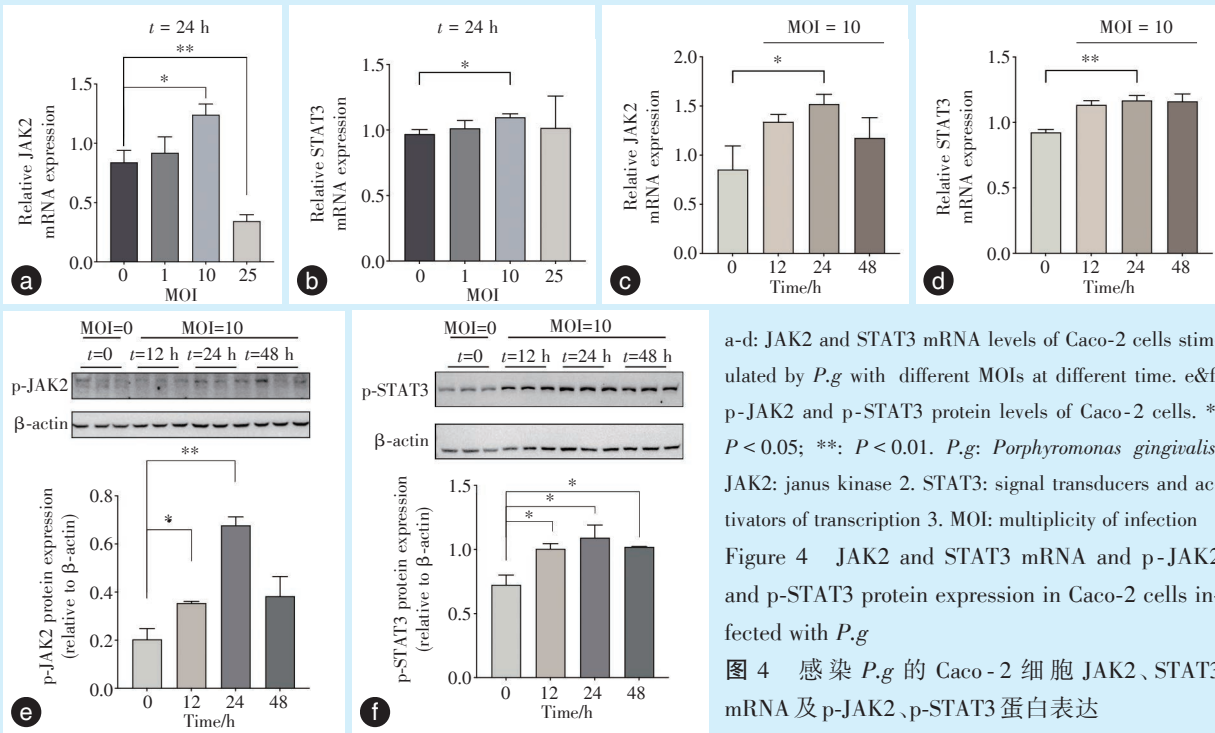 t = 24 h
**
*
1.5
1.0
0.5
0.0
Relative JAK2
mRNA expression
0 1 10 25
MOI
a
t = 24 h
*
1.5
1.0
0.5
0.0
Relative STAT3
mRNA expression
0 1 10 25
MOI
b
MOI = 10
*
2.0
1.5
1.0
0.5
0.0
Relative JAK2
mRNA expression
0 12 24 48
Time/h
c
MOI = 10
**
1.5
1.0
0.5
0.0
Relative STAT3
mRNA expression
0 12 24 48
Time/h
d
MOI=0 MOI=10
t=0 t=12 h t=24 h t=48 h
p-JAK2
β-actin
**
*
0.8
0.6
0.4
0.2
0.0
p-JAK2 protein expression
(relative to β-actin)
0 12 24 48
Time/h
e
MOI=0 MOI=10
t=0 t=12 h t=24 h t=48 h
p-STAT3
β-actin
*
*
*
1.5
1.0
0.5
0.0
p-STAT3 protein expression
(relative to β-actin)
0 12 24 48
Time/h
f
a-d: JAK2 and STAT3 mRNA levels of Caco-2 cells stim
ulated by P.g with different MOIs at different time. e&f
p-JAK2 and p-STAT3 protein levels of Caco-2 cells. *
P < 0.05; **: P < 0.01. P.g: Porphyromonas gingivalis
JAK2: janus kinase 2. STAT3: signal transducers and ac
tivators of transcription 3. MOI: multiplicity of infection
Figure 4 JAK2 and STAT3 mRNA and p-JAK2
and p-STAT3 protein expression in Caco-2 cells in
fected with P.g
图 4 感染 P.g 的 Caco-2 细胞 JAK2、STAT3
mRNA 及 p-JAK2、p-STAT3 蛋白表达